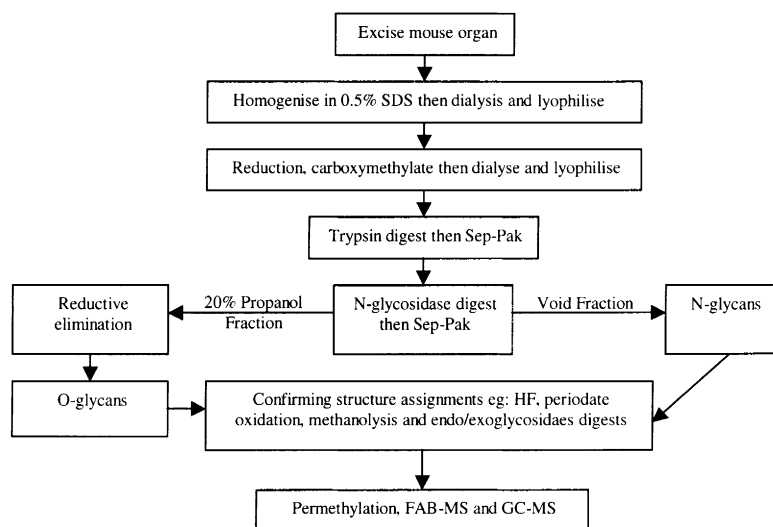 Excise mouse organ
Homogenise in 0.5% SDS then dialysis and lyophilise
Reduction, carboxymethylate then dialyse and lyophilise
Trypsin digest then Sep-Pak
Reductive
elimination
20% Propanol
Fraction
N-glycosidase digest
then Sep-Pak
Void Fraction
N-glycans
O-glycans
Confirming structure assignments eg: HF, periodate
oxidation, methanolysis and endo/exoglycosidaes digests
Permethylation, FAB-MS and GC-MS